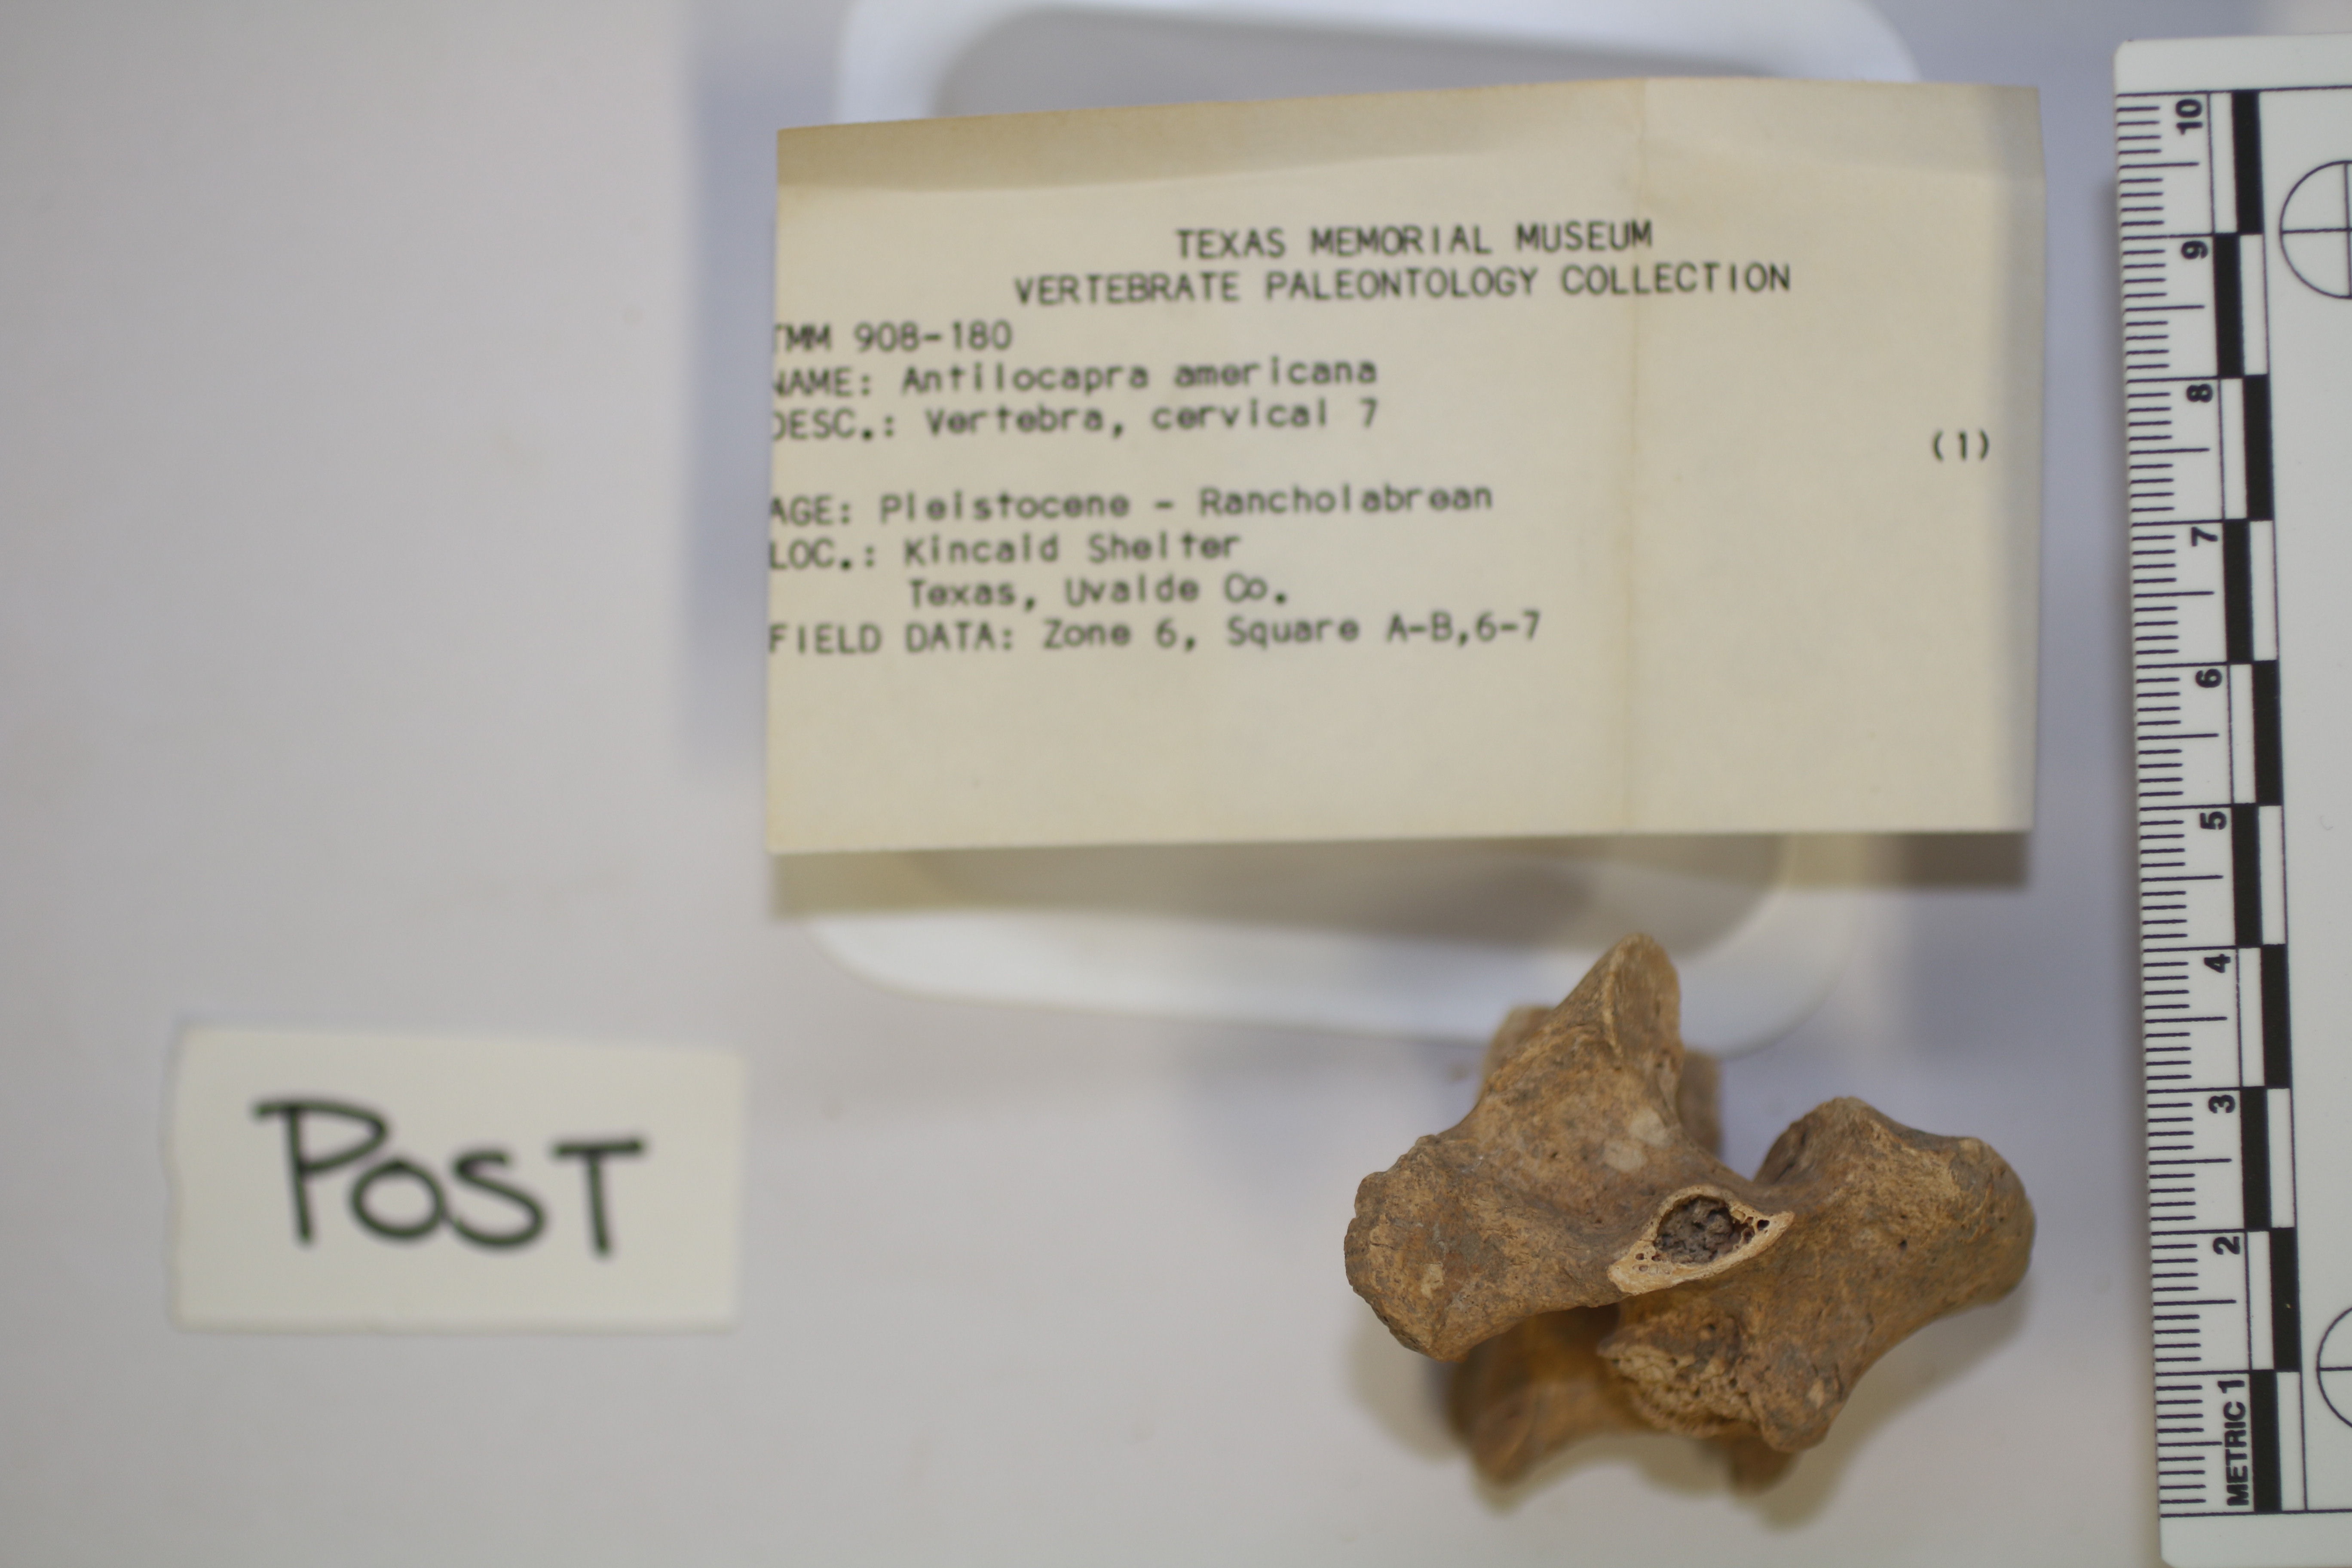 TEXAS MEMORIAL MUSEUM
VERTEBRATE PALEONTOLOGY COLLECTION
TMM 908-180
NAME: Antilocapra americana
DESC.: Vertebra, cervical 7
(1)
AGE: Pleistocene - Rancholabrean
LOC.: Kincaid Shelter
Texas, Uvalde Co.
FIELD DATA: Zone 6, Square A-B,6-7
POST
10
9
8
7
6
5
4
3
2
METRIC 1